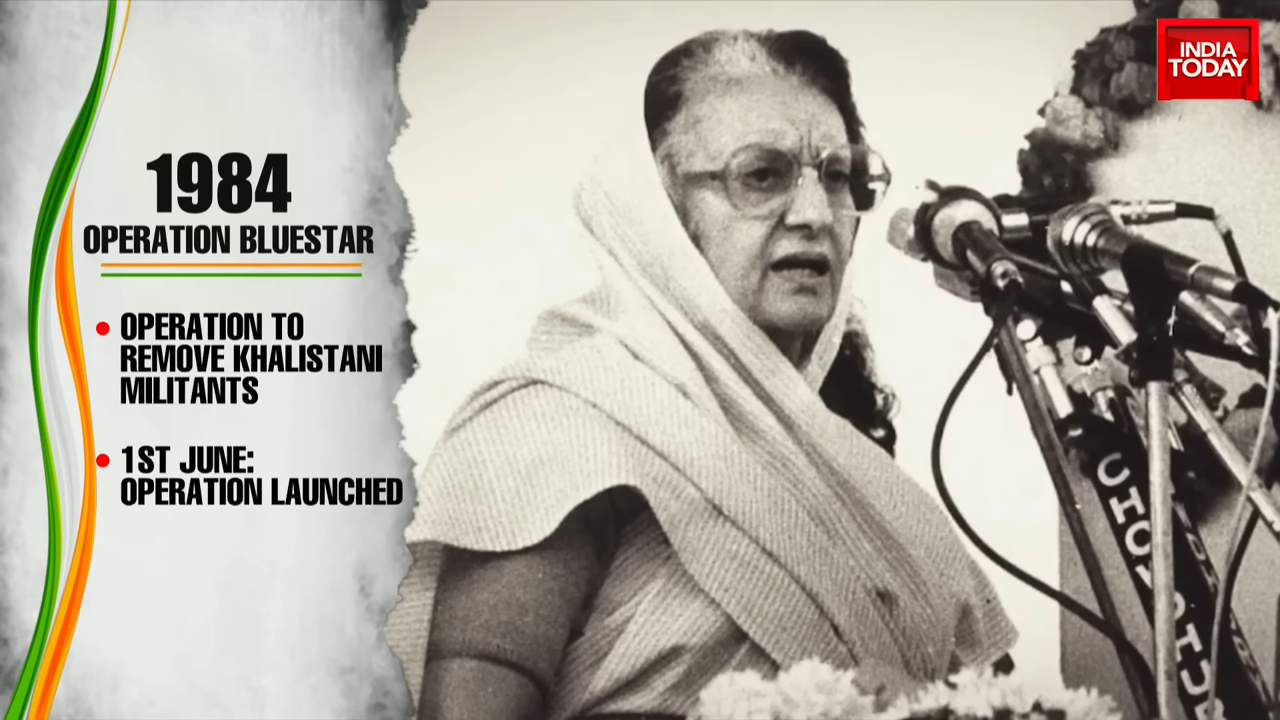 INDIA
TODAY
1984
OPERATION BLUESTAR
OPERATION TO
REMOVE KHALISTANI
MILITANTS
1ST JUNE:
OPERATION LAUNCHED